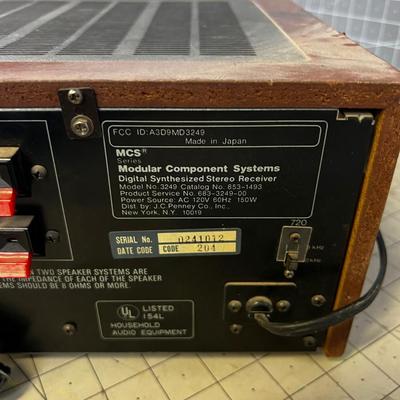 FCC ID: A3D9MD3249
Made in Japan
MCS®
Series
Modular Component Systems
Digital Synthesized Stereo Receiver
Model No. 3249 Catalog No. 853-1493
Product Service No. 683-3249-00
Power Source: AC 120V 60Hz 150W
Dist. by: J.C. Penney Co., Inc.,
New York, N.Y. 10019
720
SERIAL No. 0241012
DATE CODE CODE 204
N TWO SPEAKER SYSTEMS ARE
IMPEDANCE OF EACH OF THE SPEAKER
EMS SHOULD BE 8 OHMS OR MORE.
UL LISTED
154L
HOUSEHOLD
AUDIO EQUIPMENT